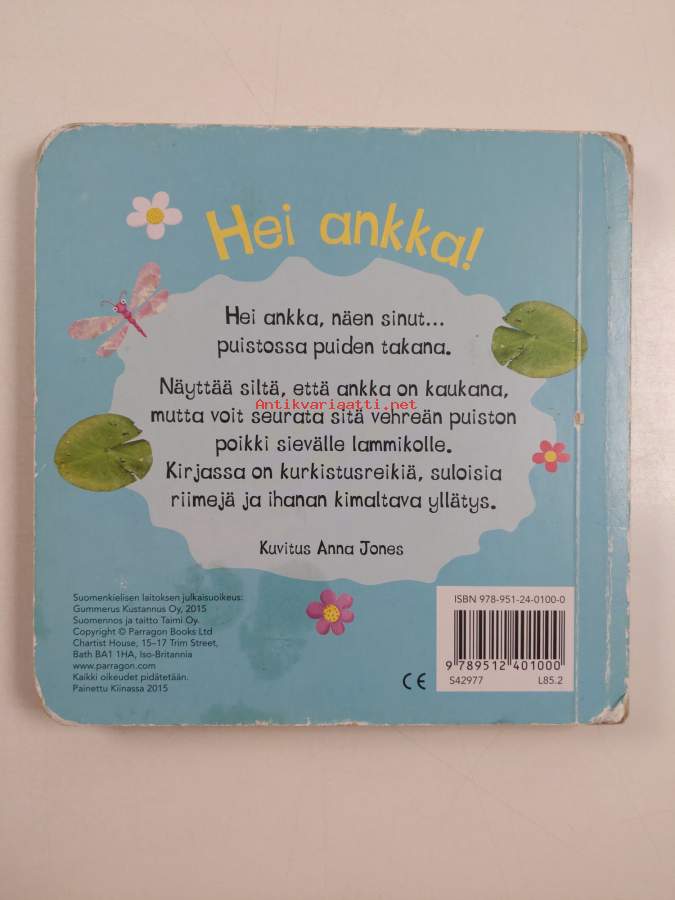 Hei ankka!
Hei ankka, näen sinut...
puistossa puiden takana.
Näyttää siltä, että ankka on kaukana,
Antikvariaatti.net
mutta voit seurata sitä vehreän puiston
poikki sievälle lammikolle.
Kirjassa on kurkistusreikiä, suloisia
riimejä ja ihanan kimaltava yllätys.
Kuvitus Anna Jones
Suomenkielisen laitoksen julkaisuoikeus:
Gummerus Kustannus Oy, 2015
Suomennos ja taitto Taimi Oy.
Copyright © Parragon Books Ltd
Chartist House, 15–17 Trim Street,
Bath BA1 1HA, Iso-Britannia
www.parragon.com
Kaikki oikeudet pidätetään.
Painettu Kiinassa 2015
CE
ISBN 978-951-24-0100-0
9 789512 401000
S42977 L85.2